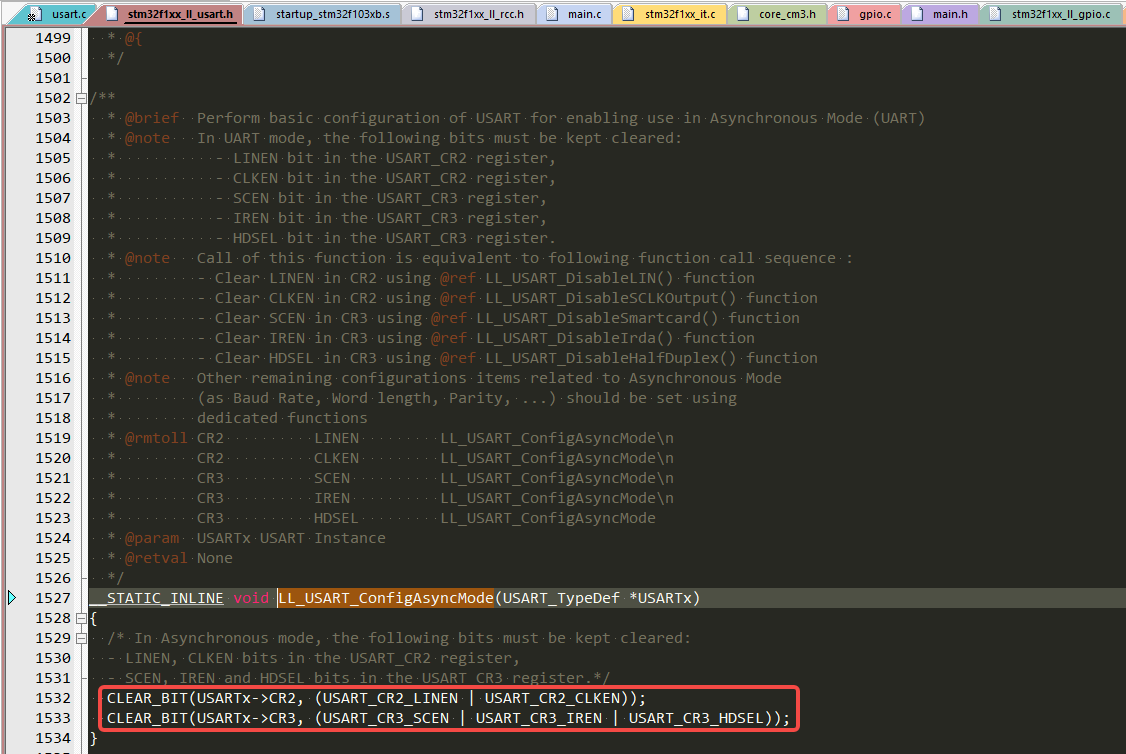 usart.c stm32f1xx_ll_usart.h startup_stm32f103xb.s stm32f1xx_ll_rcc.h main.c stm32f1xx_it.c core_cm3.h gpio.c main.h stm32f1xx_ll_gpio.c
1499 * @{
1500 */
1501
1502 /**
1503 * @brief Perform basic configuration of USART for enabling use in Asynchronous Mode (UART)
1504 * @note In UART mode, the following bits must be kept cleared:
1505 * - LINEN bit in the USART_CR2 register,
1506 * - CLKEN bit in the USART_CR2 register,
1507 * - SCEN bit in the USART_CR3 register,
1508 * - IREN bit in the USART_CR3 register,
1509 * - HDSEL bit in the USART_CR3 register.
1510 * @note Call of this function is equivalent to following function call sequence :
1511 * - Clear LINEN in CR2 using @ref LL_USART_DisableLIN() function
1512 * - Clear CLKEN in CR2 using @ref LL_USART_DisableSCLKOutput() function
1513 * - Clear SCEN in CR3 using @ref LL_USART_DisableSmartcard() function
1514 * - Clear IREN in CR3 using @ref LL_USART_DisableIrda() function
1515 * - Clear HDSEL in CR3 using @ref LL_USART_DisableHalfDuplex() function
1516 * @note Other remaining configurations items related to Asynchronous Mode
1517 * (as Baud Rate, Word length, Parity, ...) should be set using
1518 * dedicated functions
1519 * @rmtoll CR2 LINEN LL_USART_ConfigAsyncMode\n
1520 * CR2 CLKEN LL_USART_ConfigAsyncMode\n
1521 * CR3 SCEN LL_USART_ConfigAsyncMode\n
1522 * CR3 IREN LL_USART_ConfigAsyncMode\n
1523 * CR3 HDSEL LL_USART_ConfigAsyncMode
1524 * @param USARTx USART Instance
1525 * @retval None
1526 */
1527 __STATIC_INLINE void LL_USART_ConfigAsyncMode(USART_TypeDef *USARTx)
1528 {
1529 /* In Asynchronous mode, the following bits must be kept cleared:
1530 - LINEN, CLKEN bits in the USART_CR2 register,
1531 - SCEN, IREN and HDSEL bits in the USART_CR3 register.*/
1532 CLEAR_BIT(USARTx->CR2, (USART_CR2_LINEN | USART_CR2_CLKEN));
1533 CLEAR_BIT(USARTx->CR3, (USART_CR3_SCEN | USART_CR3_IREN | USART_CR3_HDSEL));
1534 }